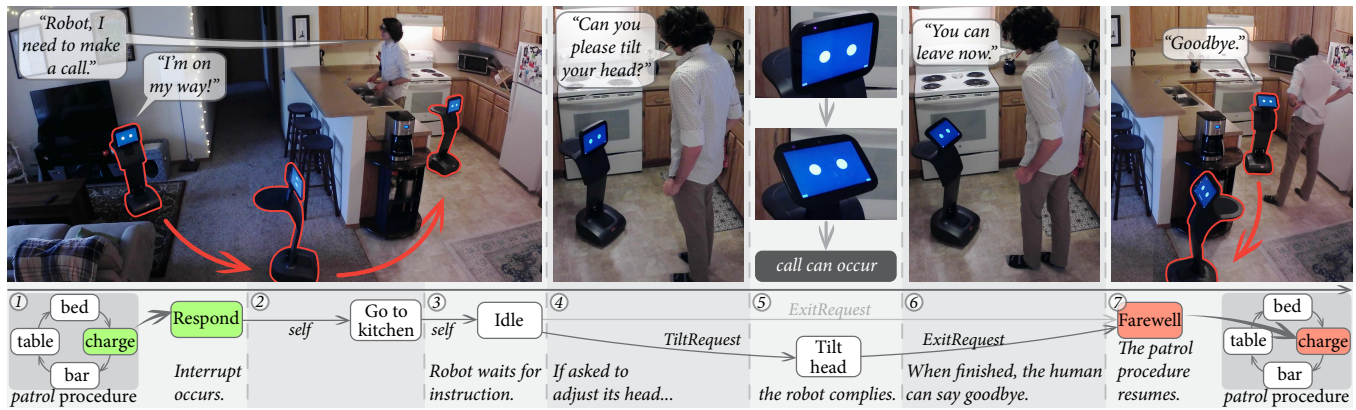 “Robot, I
need to make
a call.”
“I’m on
my way!”
“Can you
please tilt
your head?”
call can occur
“You can
leave now.”
“Goodbye.”
1
bed
table
charge
bar
patrol procedure
Respond
Interrupt
occurs.
2
self
Go to
kitchen
3
self
Idle
Robot waits for
instruction.
4
TiltRequest
If asked to
adjust its head...
5
ExitRequest
Tilt
head
the robot complies.
6
ExitRequest
When finished, the human
can say goodbye.
7
Farewell
The patrol
procedure
resumes.
bed
table
charge
bar
patrol procedure